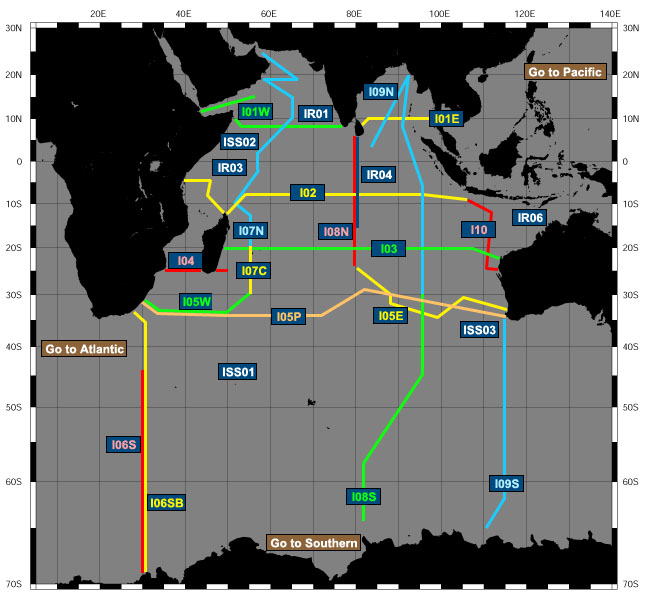 20E 40E 60E 80E 100E 120E 140E
30N 30N
Go to Pacific
20N 20N
I09N
I01W IR01
10N I01E 10N
ISS02
0 IR03 IR04 0
I02
10S 10S
IR06
I07N I08N I10
20S I03 20S
I04
I07C
30S I05W 30S
I05P I05E
ISS03
40S Go to Atlantic 40S
ISS01
50S 50S
I06S
60S I09S 60S
I06SB I08S
Go to Southern
70S 70S